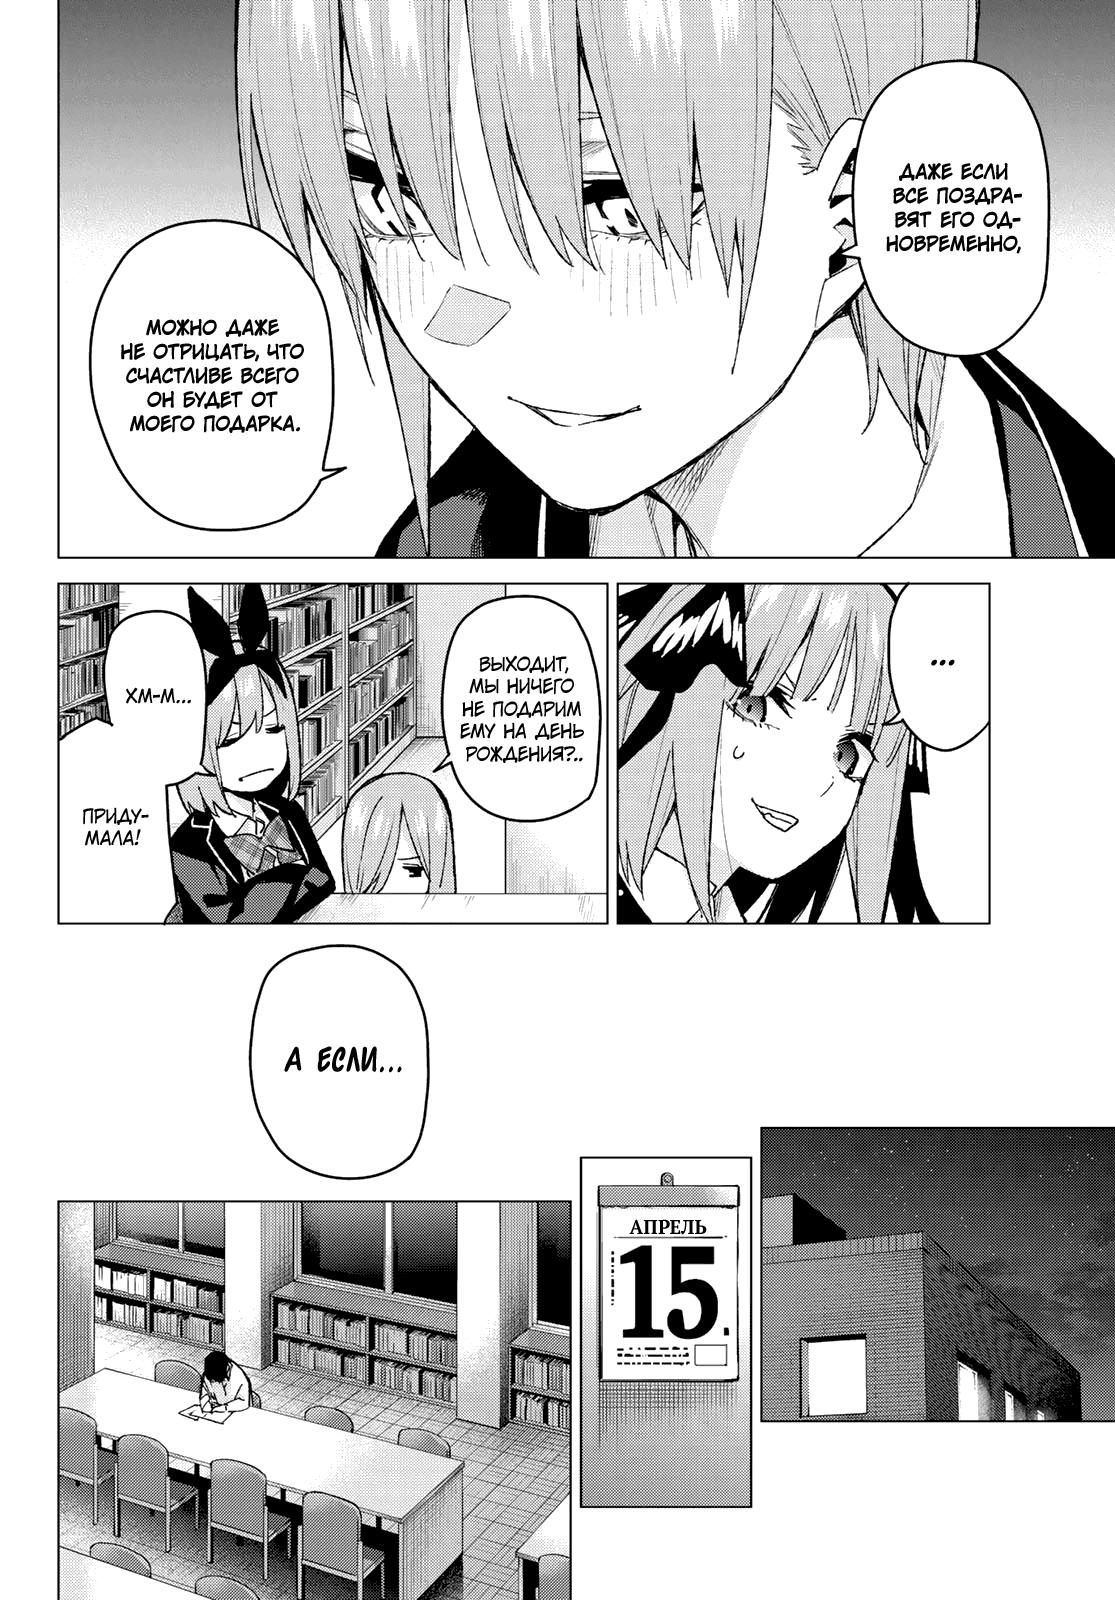 ДАЖЕ ЕСЛИ
ВСЕ ПОЗДРА-
ВЯТ ЕГО ОД-
НОВРЕМЕННО,
МОЖНО ДАЖЕ
НЕ ОТРИЦАТЬ, ЧТО
СЧАСТЛИВЕ ВСЕГО
ОН БУДЕТ ОТ
МОЕГО ПОДАРКА.
...
ВЫХОДИТ,
МЫ НИЧЕГО
НЕ ПОДАРИМ
ЕМУ НА ДЕНЬ
РОЖДЕНИЯ?..
ХМ-М...
ПРИДУ-
МАЛА!
А ЕСЛИ...
АПРЕЛЬ
15.